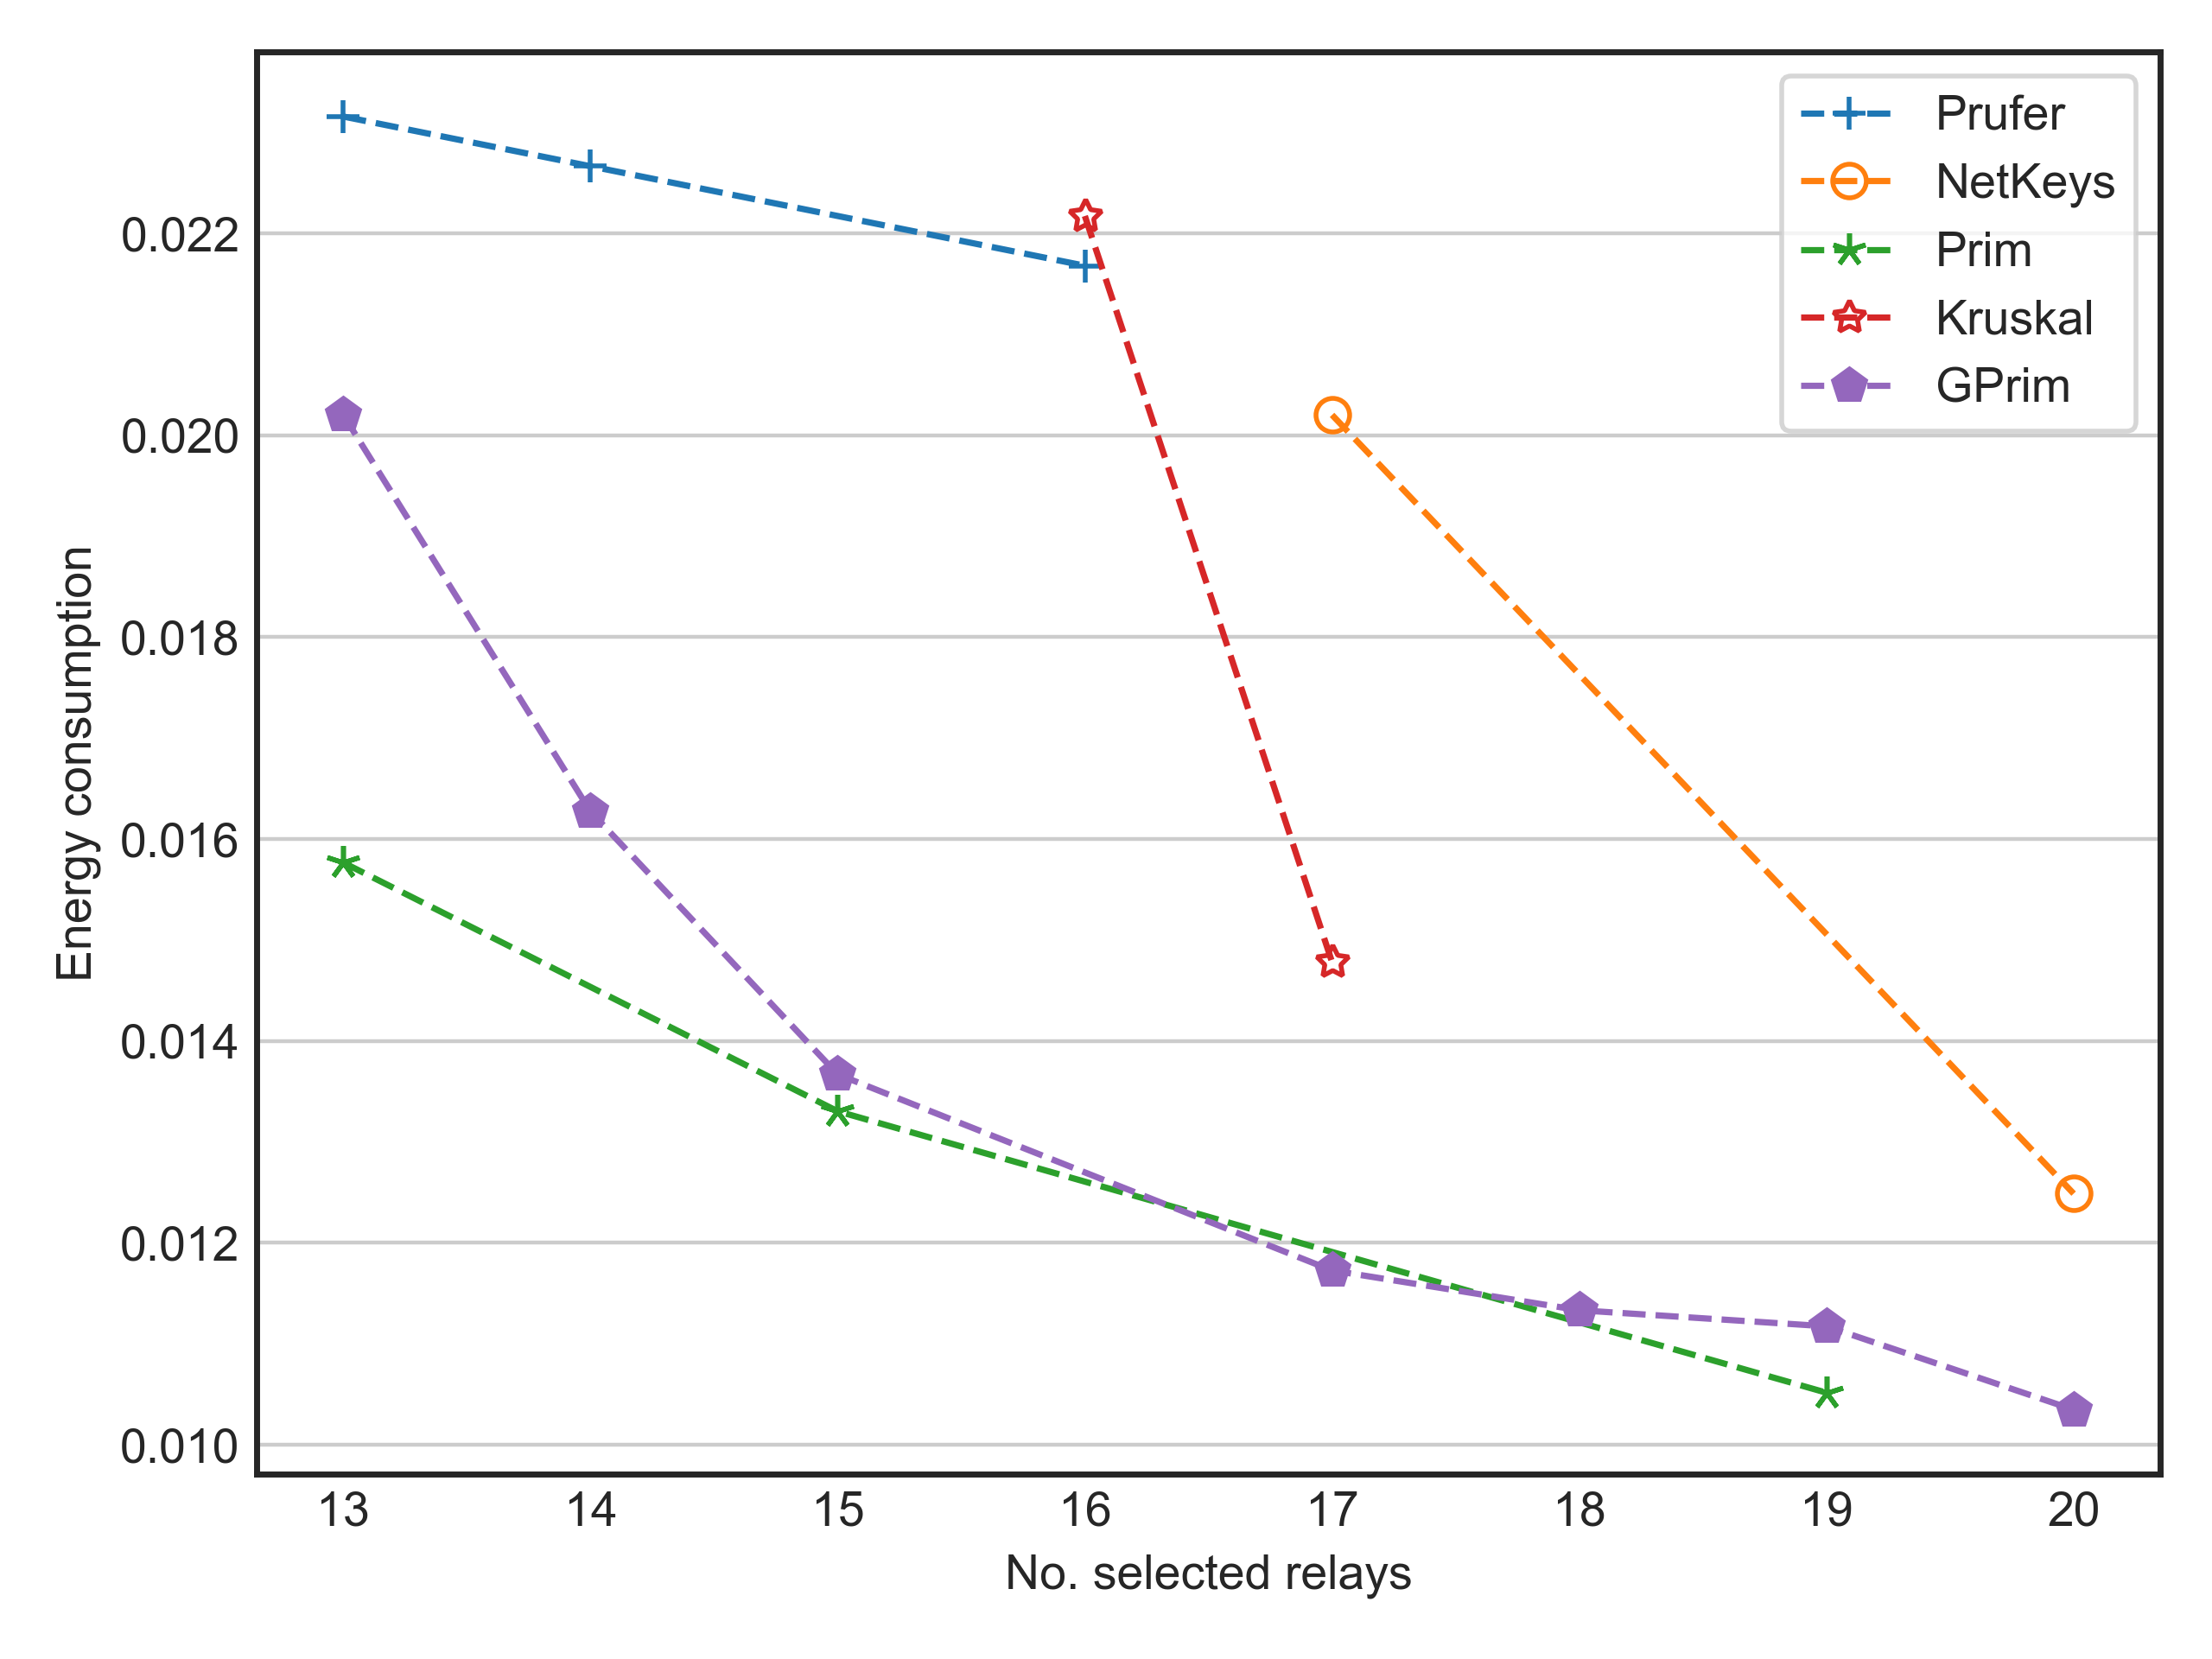 Prufer
NetKeys
Prim
Kruskal
GPrim
Energy consumption
0.022
0.020
0.018
0.016
0.014
0.012
0.010
13 14 15 16 17 18 19 20
No. selected relays